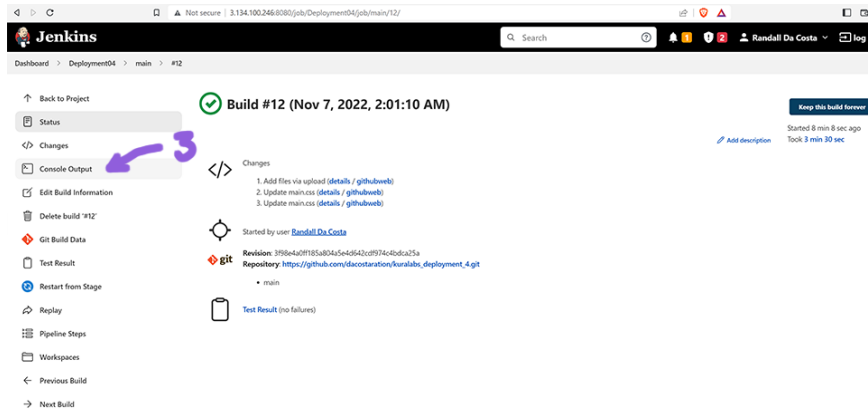 Not secure | 3.134.100.246:8080/job/Deployment04/job/main/12/
Jenkins
Search
1
2
Randall Da Costa
log
Dashboard > Deployment04 > main > #12
Back to Project
Build #12 (Nov 7, 2022, 2:01:10 AM)
Keep this build forever
Status
Started 8 min 8 sec ago
Add description
Took 3 min 30 sec
Changes
3
Console Output
Changes
1. Add files via upload (details / githubweb)
2. Update main.css (details / githubweb)
3. Update main.css (details / githubweb)
Edit Build Information
Delete build '#12'
Started by user Randall Da Costa
Git Build Data
git
Revision: 3f98e4a0ff185a804a5e4d642cdf974c4bdca25a
Repository: https://github.com/dacostaration/kuralabs_deployment_4.git
• main
Test Result
Restart from Stage
Test Result (no failures)
Replay
Pipeline Steps
Workspaces
Previous Build
Next Build